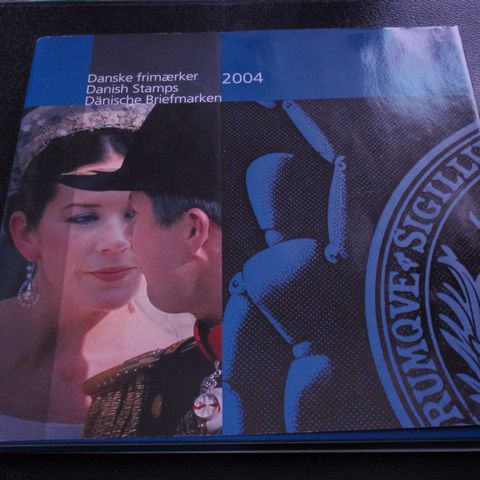 Danske frimærker
Danish Stamps
Dänische Briefmarken
2004
RUMQVE SIGILL